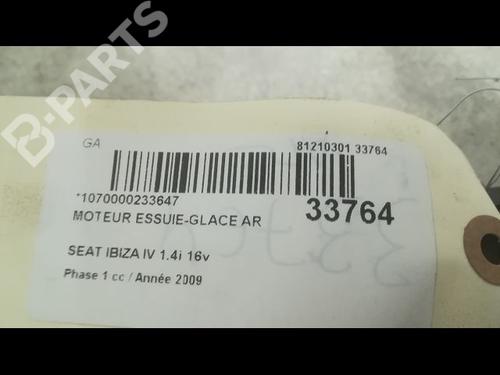 B-PARTS
GA
81210301 33764
*1070000233647
33764
MOTEUR ESSUIE-GLACE AR
SEAT IBIZA IV 1.4i 16v
Phase 1 cc / Année 2009